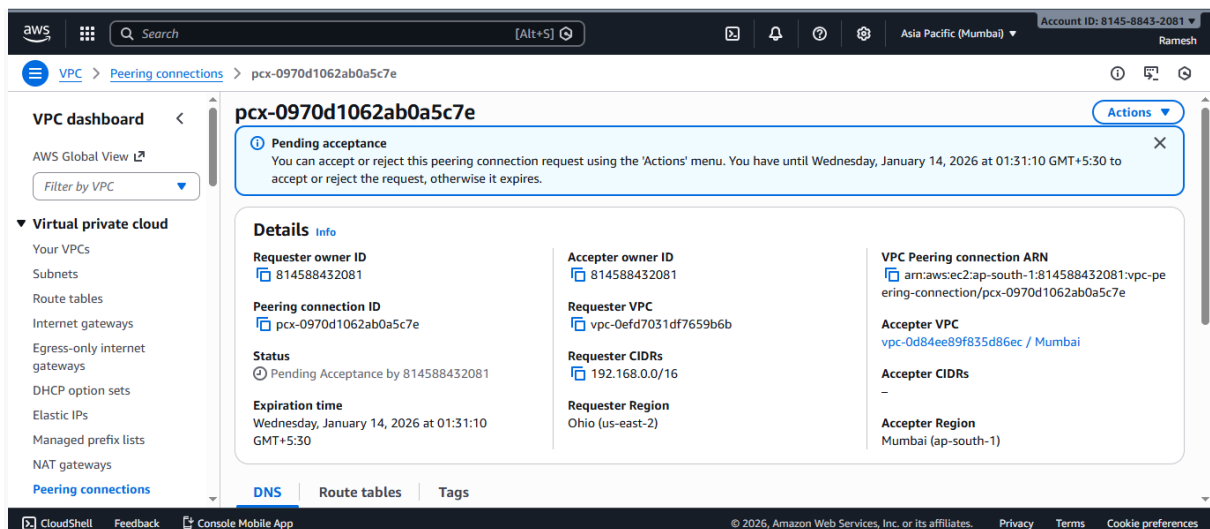 aws
Search
[Alt+S]
Asia Pacific (Mumbai) ▼
Account ID: 8145-8843-2081 ▼
Ramesh
VPC > Peering connections > pcx-0970d1062ab0a5c7e
VPC dashboard
AWS Global View
Filter by VPC
Virtual private cloud
Your VPCs
Subnets
Route tables
Internet gateways
Egress-only internet
gateways
DHCP option sets
Elastic IPs
Managed prefix lists
NAT gateways
Peering connections
pcx-0970d1062ab0a5c7e
Actions ▼
Pending acceptance
You can accept or reject this peering connection request using the 'Actions' menu. You have until Wednesday, January 14, 2026 at 01:31:10 GMT+5:30 to
accept or reject the request, otherwise it expires.
Details Info
Requester owner ID
814588432081
Peering connection ID
pcx-0970d1062ab0a5c7e
Status
Pending Acceptance by 814588432081
Expiration time
Wednesday, January 14, 2026 at 01:31:10
GMT+5:30
Accepter owner ID
814588432081
Requester VPC
vpc-0efd7031df7659b6b
Requester CIDRs
192.168.0.0/16
Requester Region
Ohio (us-east-2)
VPC Peering connection ARN
arn:aws:ec2:ap-south-1:814588432081:vpc-pe
ering-connection/pcx-0970d1062ab0a5c7e
Accepter VPC
vpc-0d84ee89f835d86ec / Mumbai
Accepter CIDRs
–
Accepter Region
Mumbai (ap-south-1)
DNS
Route tables
Tags
CloudShell Feedback Console Mobile App
© 2026, Amazon Web Services, Inc. or its affiliates. Privacy Terms Cookie preferences